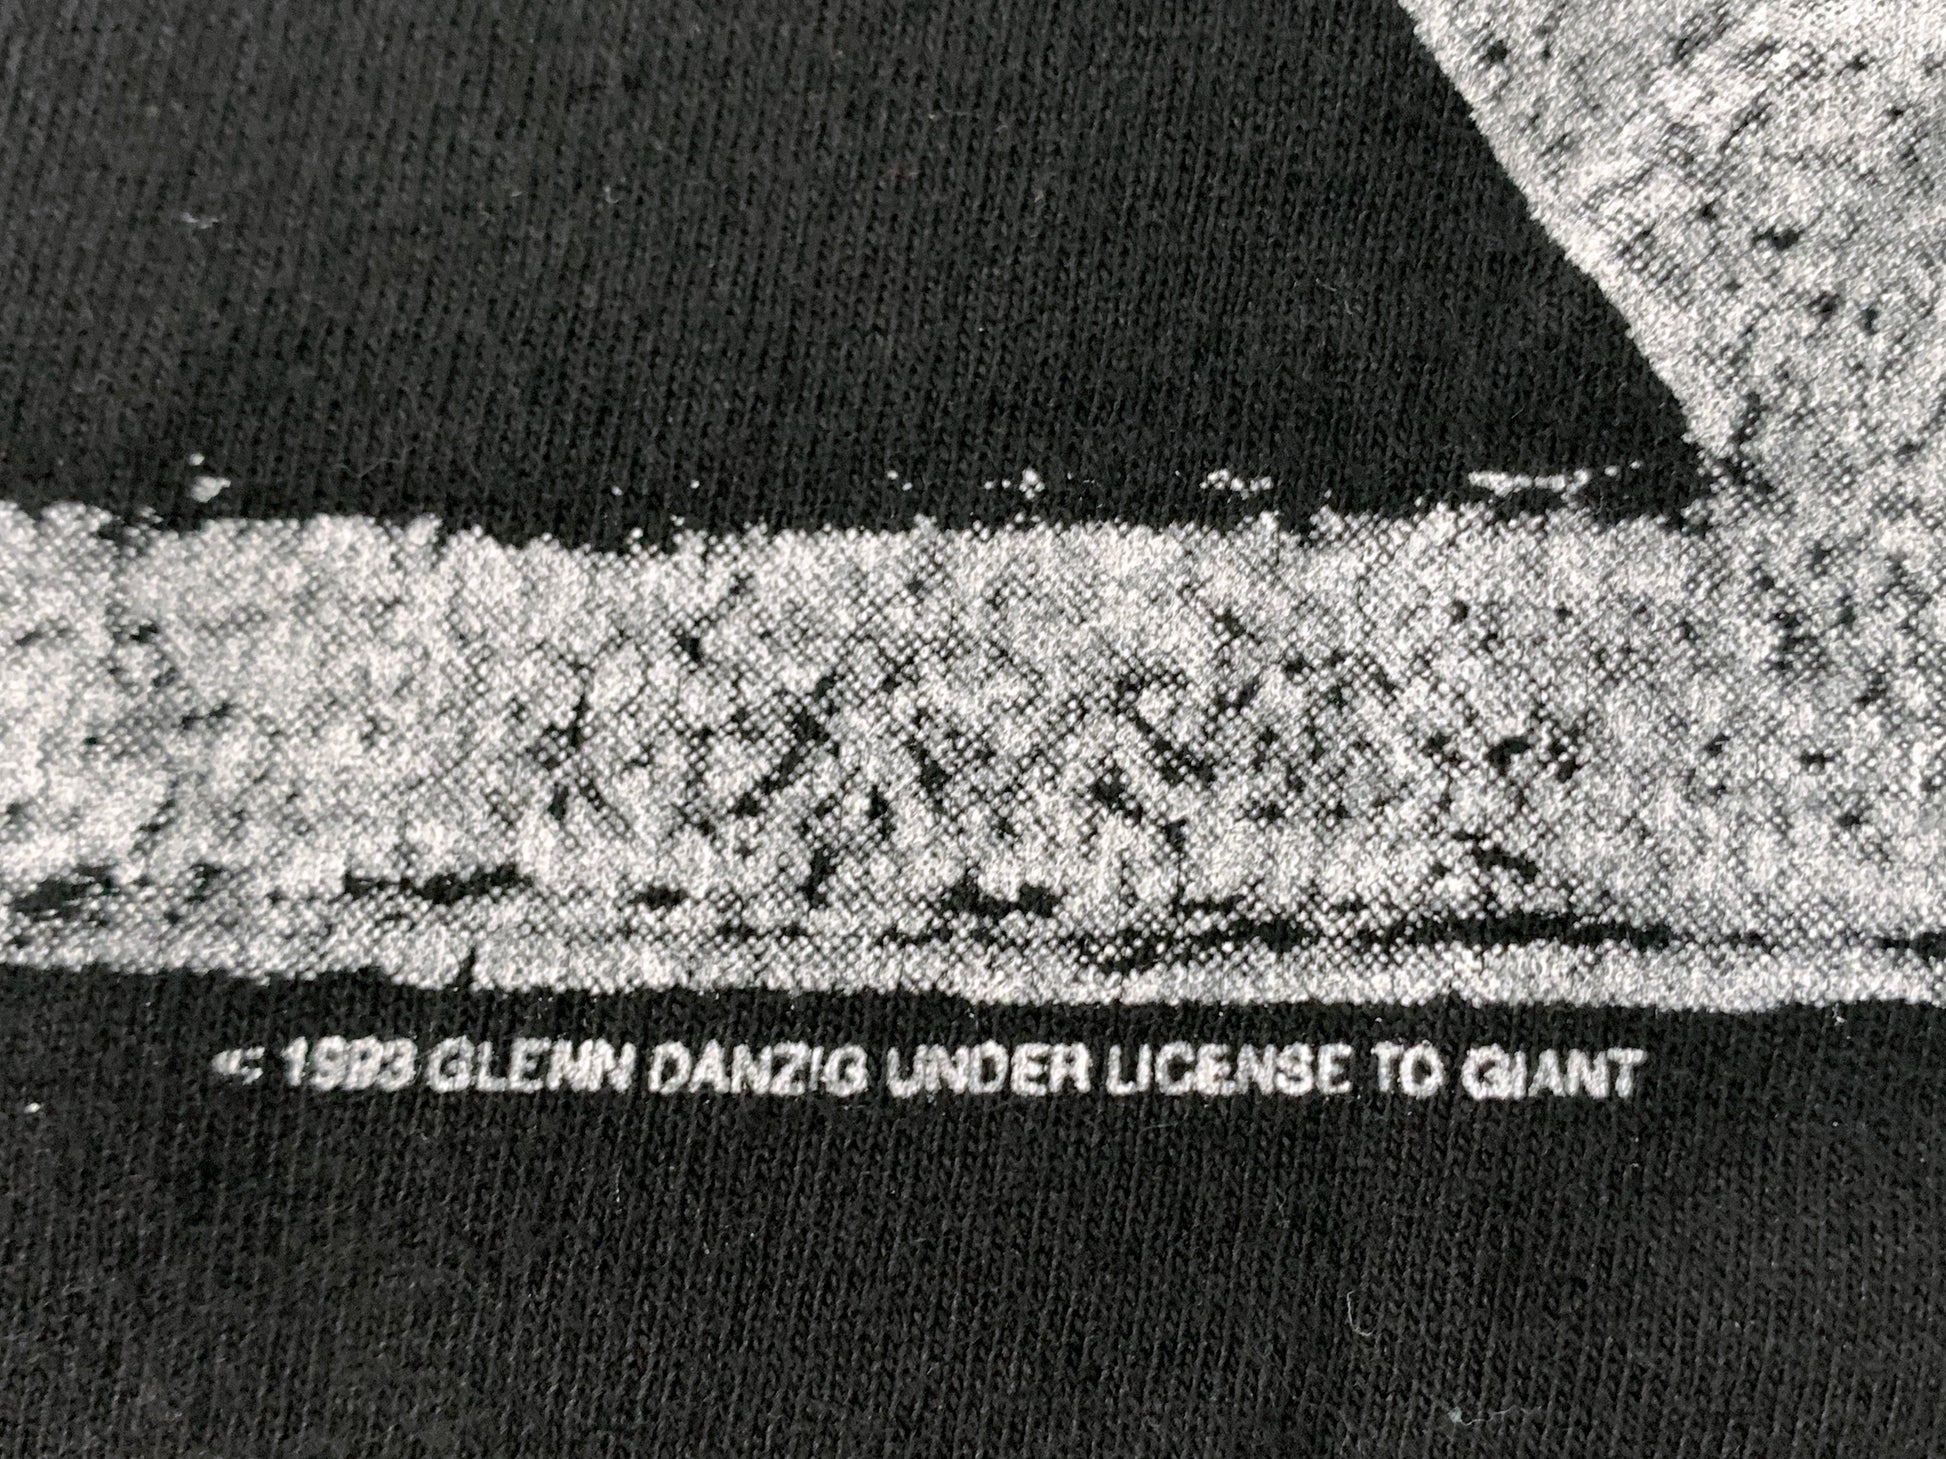 © 1993 GLENN DANZIG UNDER LICENSE TO GIANT